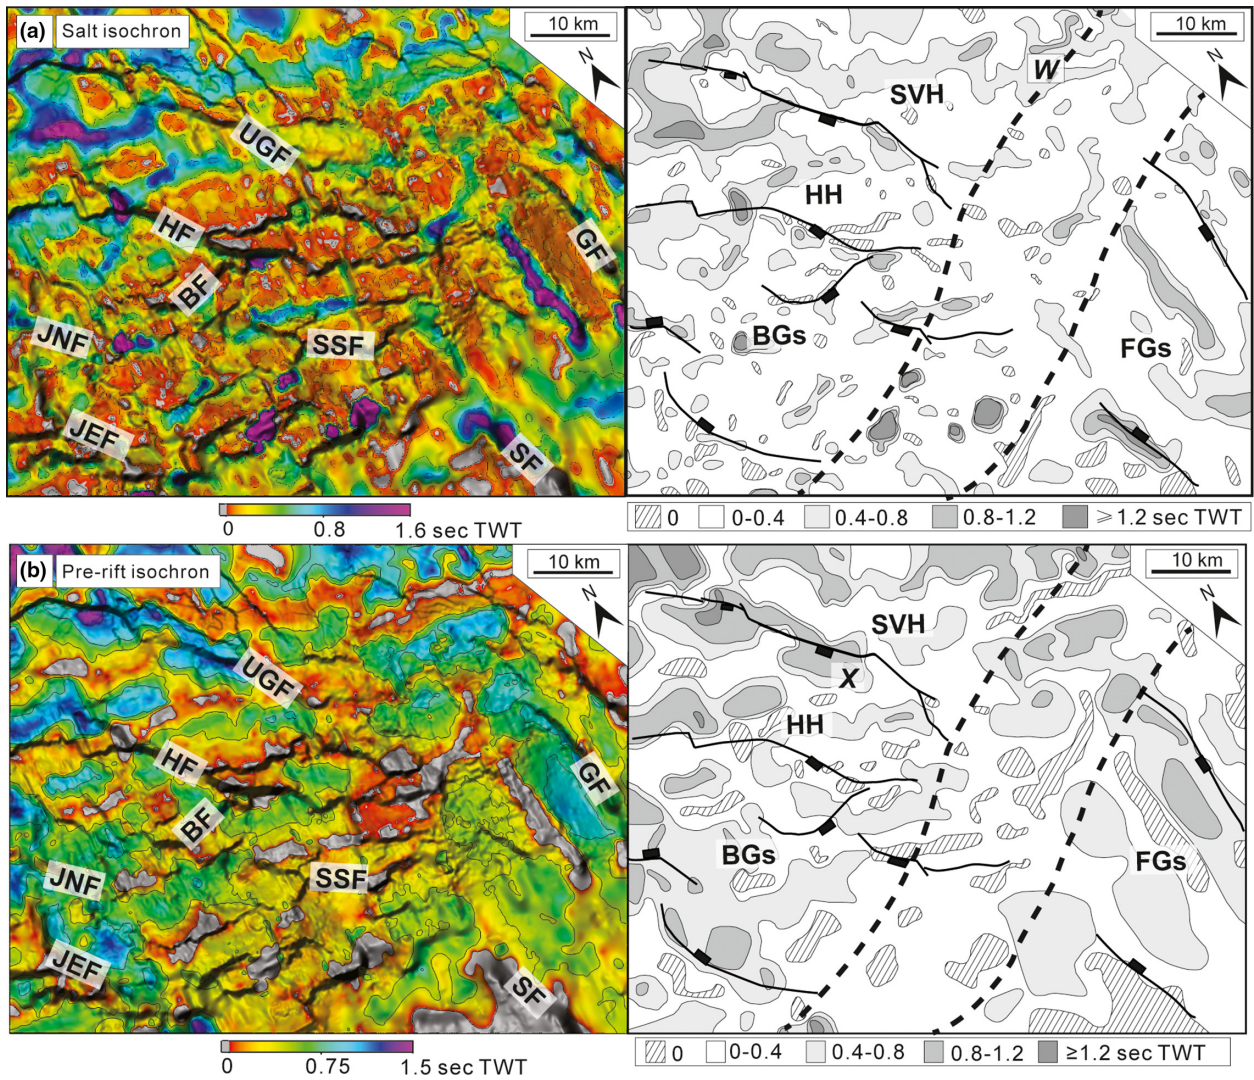 (a) Salt isochron
10 km
N
UGF
HF
BF
GF
JNF
SSF
JEF
SF
0 0.8 1.6 sec TWT
10 km
N
W
SVH
HH
BGs
FGs
0 0-0.4 0.4-0.8 0.8-1.2 ⩾ 1.2 sec TWT
(b) Pre-rift isochron
10 km
N
UGF
HF
GF
BF
JNF
SSF
JEF
SF
0 0.75 1.5 sec TWT
10 km
N
SVH
X
HH
BGs
FGs
0 0-0.4 0.4-0.8 0.8-1.2 ≥1.2 sec TWT